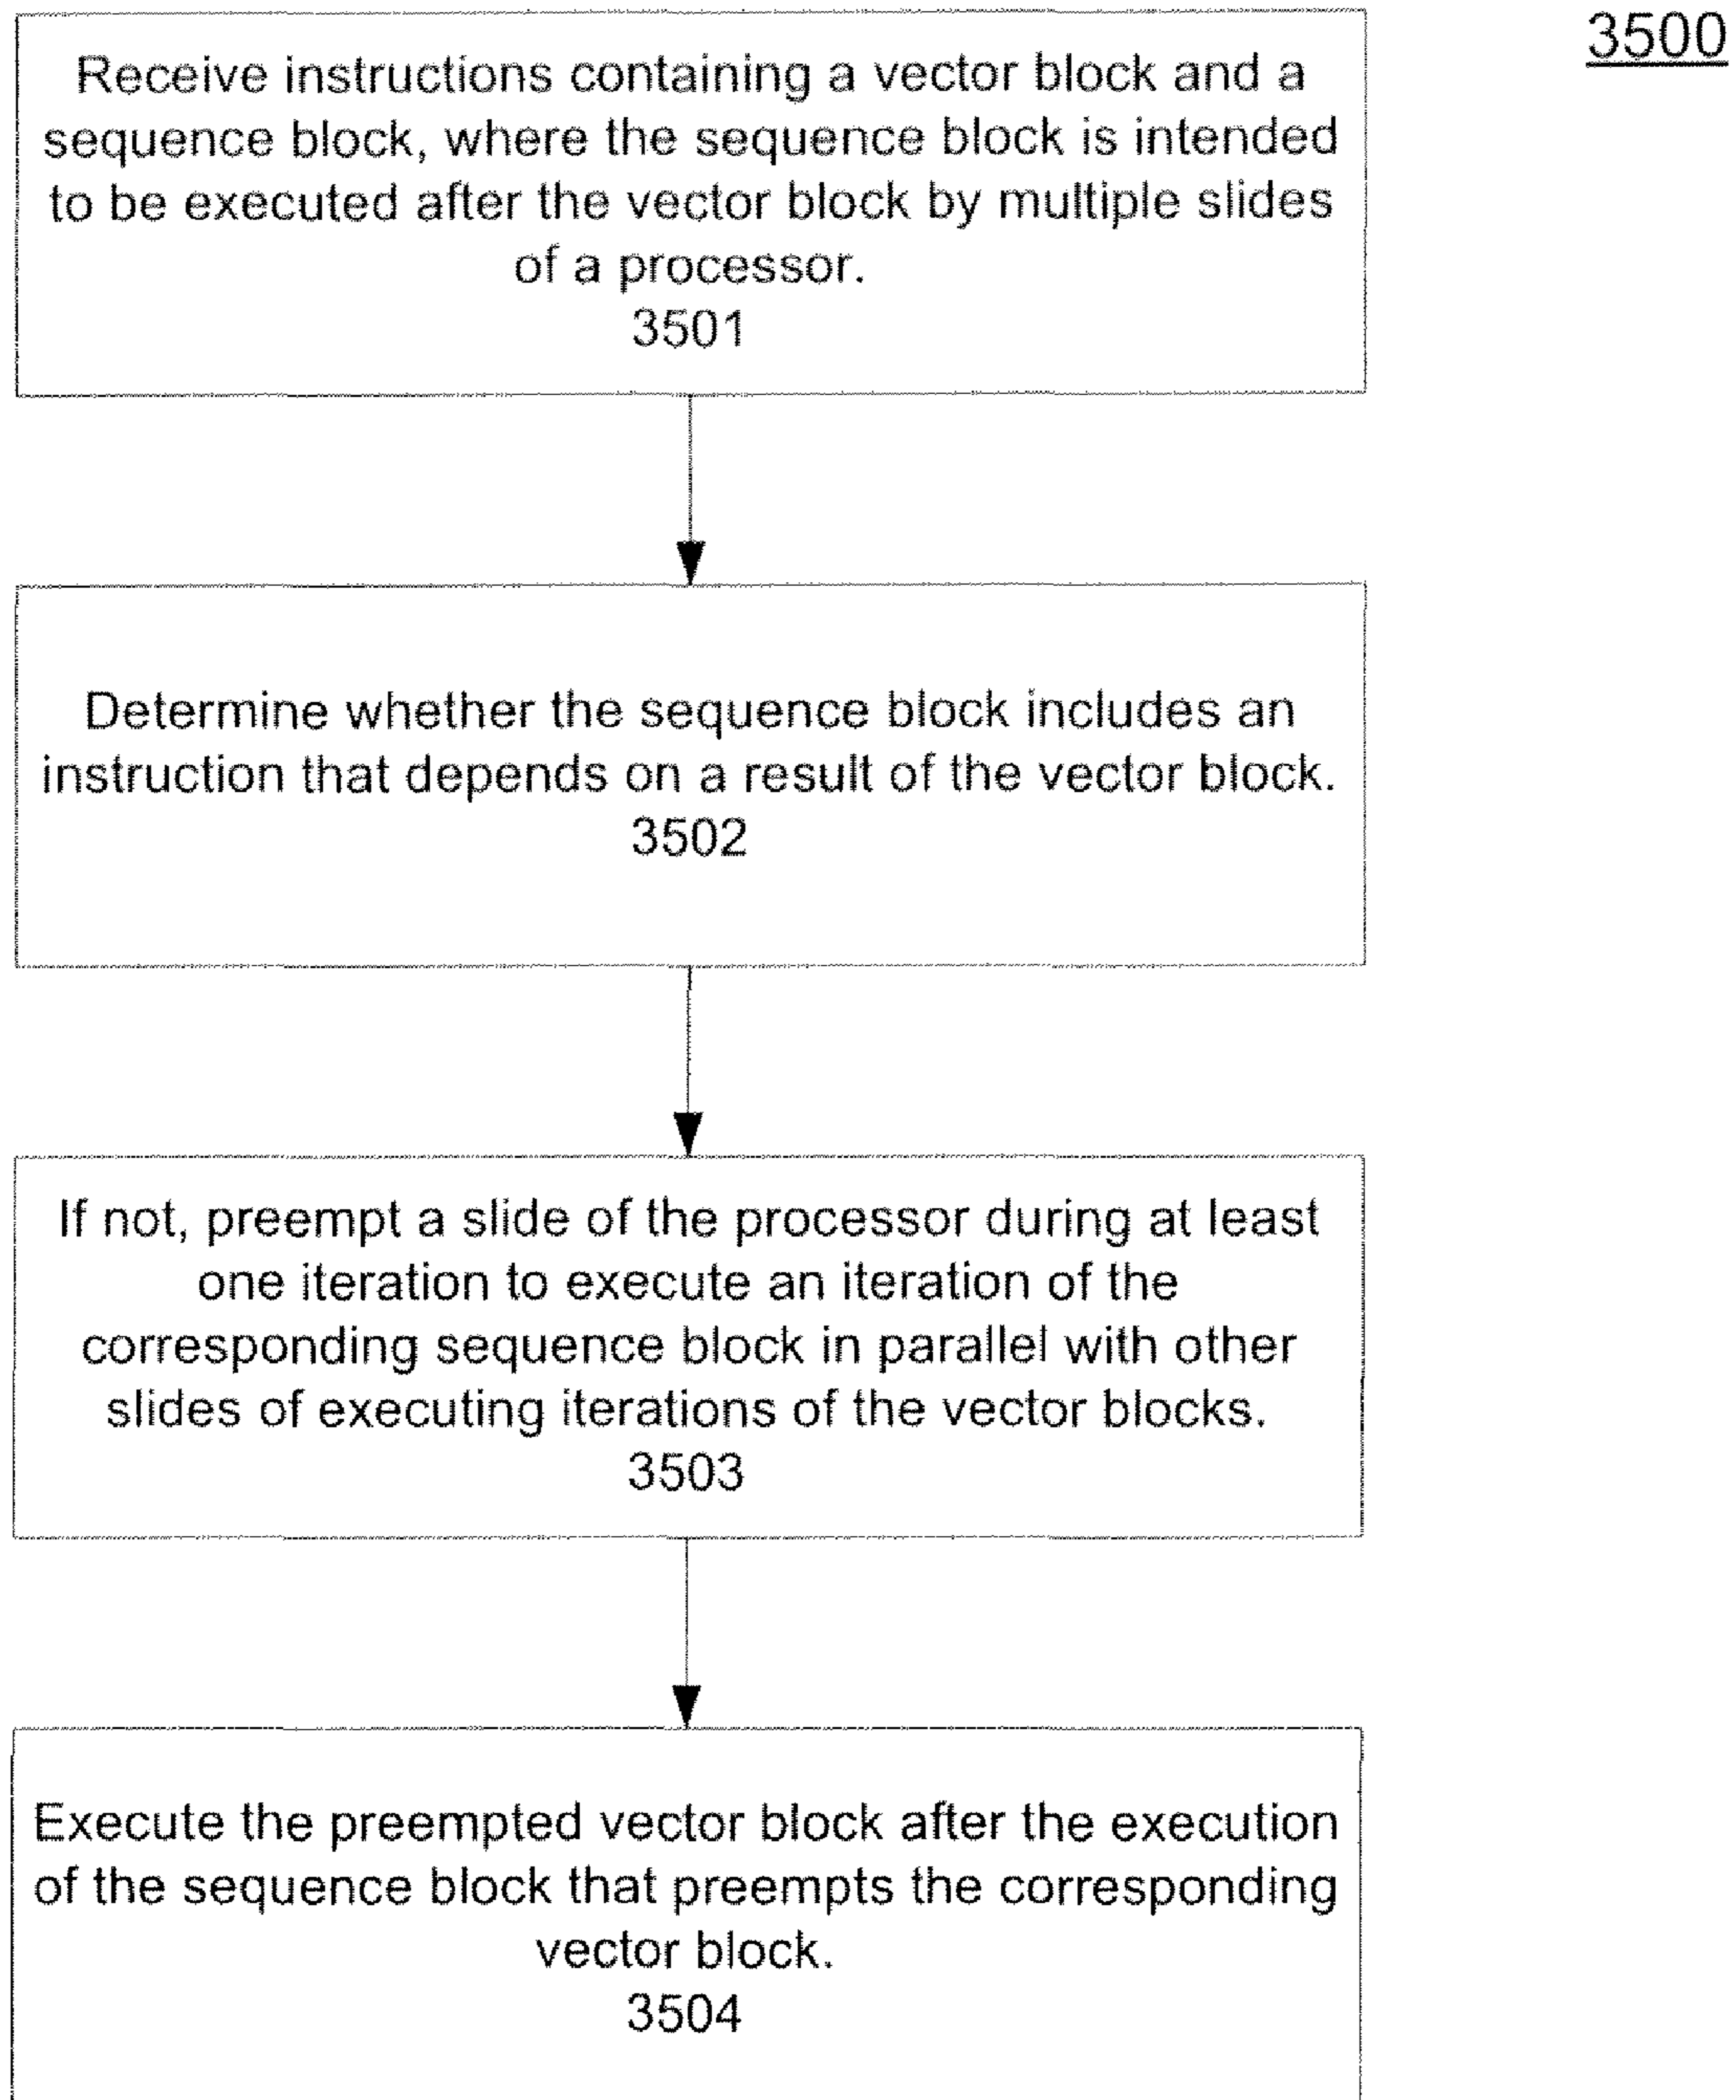 3500
Receive instructions containing a vector block and a
sequence block, where the sequence block is intended
to be executed after the vector block by multiple slides
of a processor.
3501
Determine whether the sequence block includes an
instruction that depends on a result of the vector block.
3502
If not, preempt a slide of the processor during at least
one iteration to execute an iteration of the
corresponding sequence block in parallel with other
slides of executing iterations of the vector blocks.
3503
Execute the preempted vector block after the execution
of the sequence block that preempts the corresponding
vector block.
3504